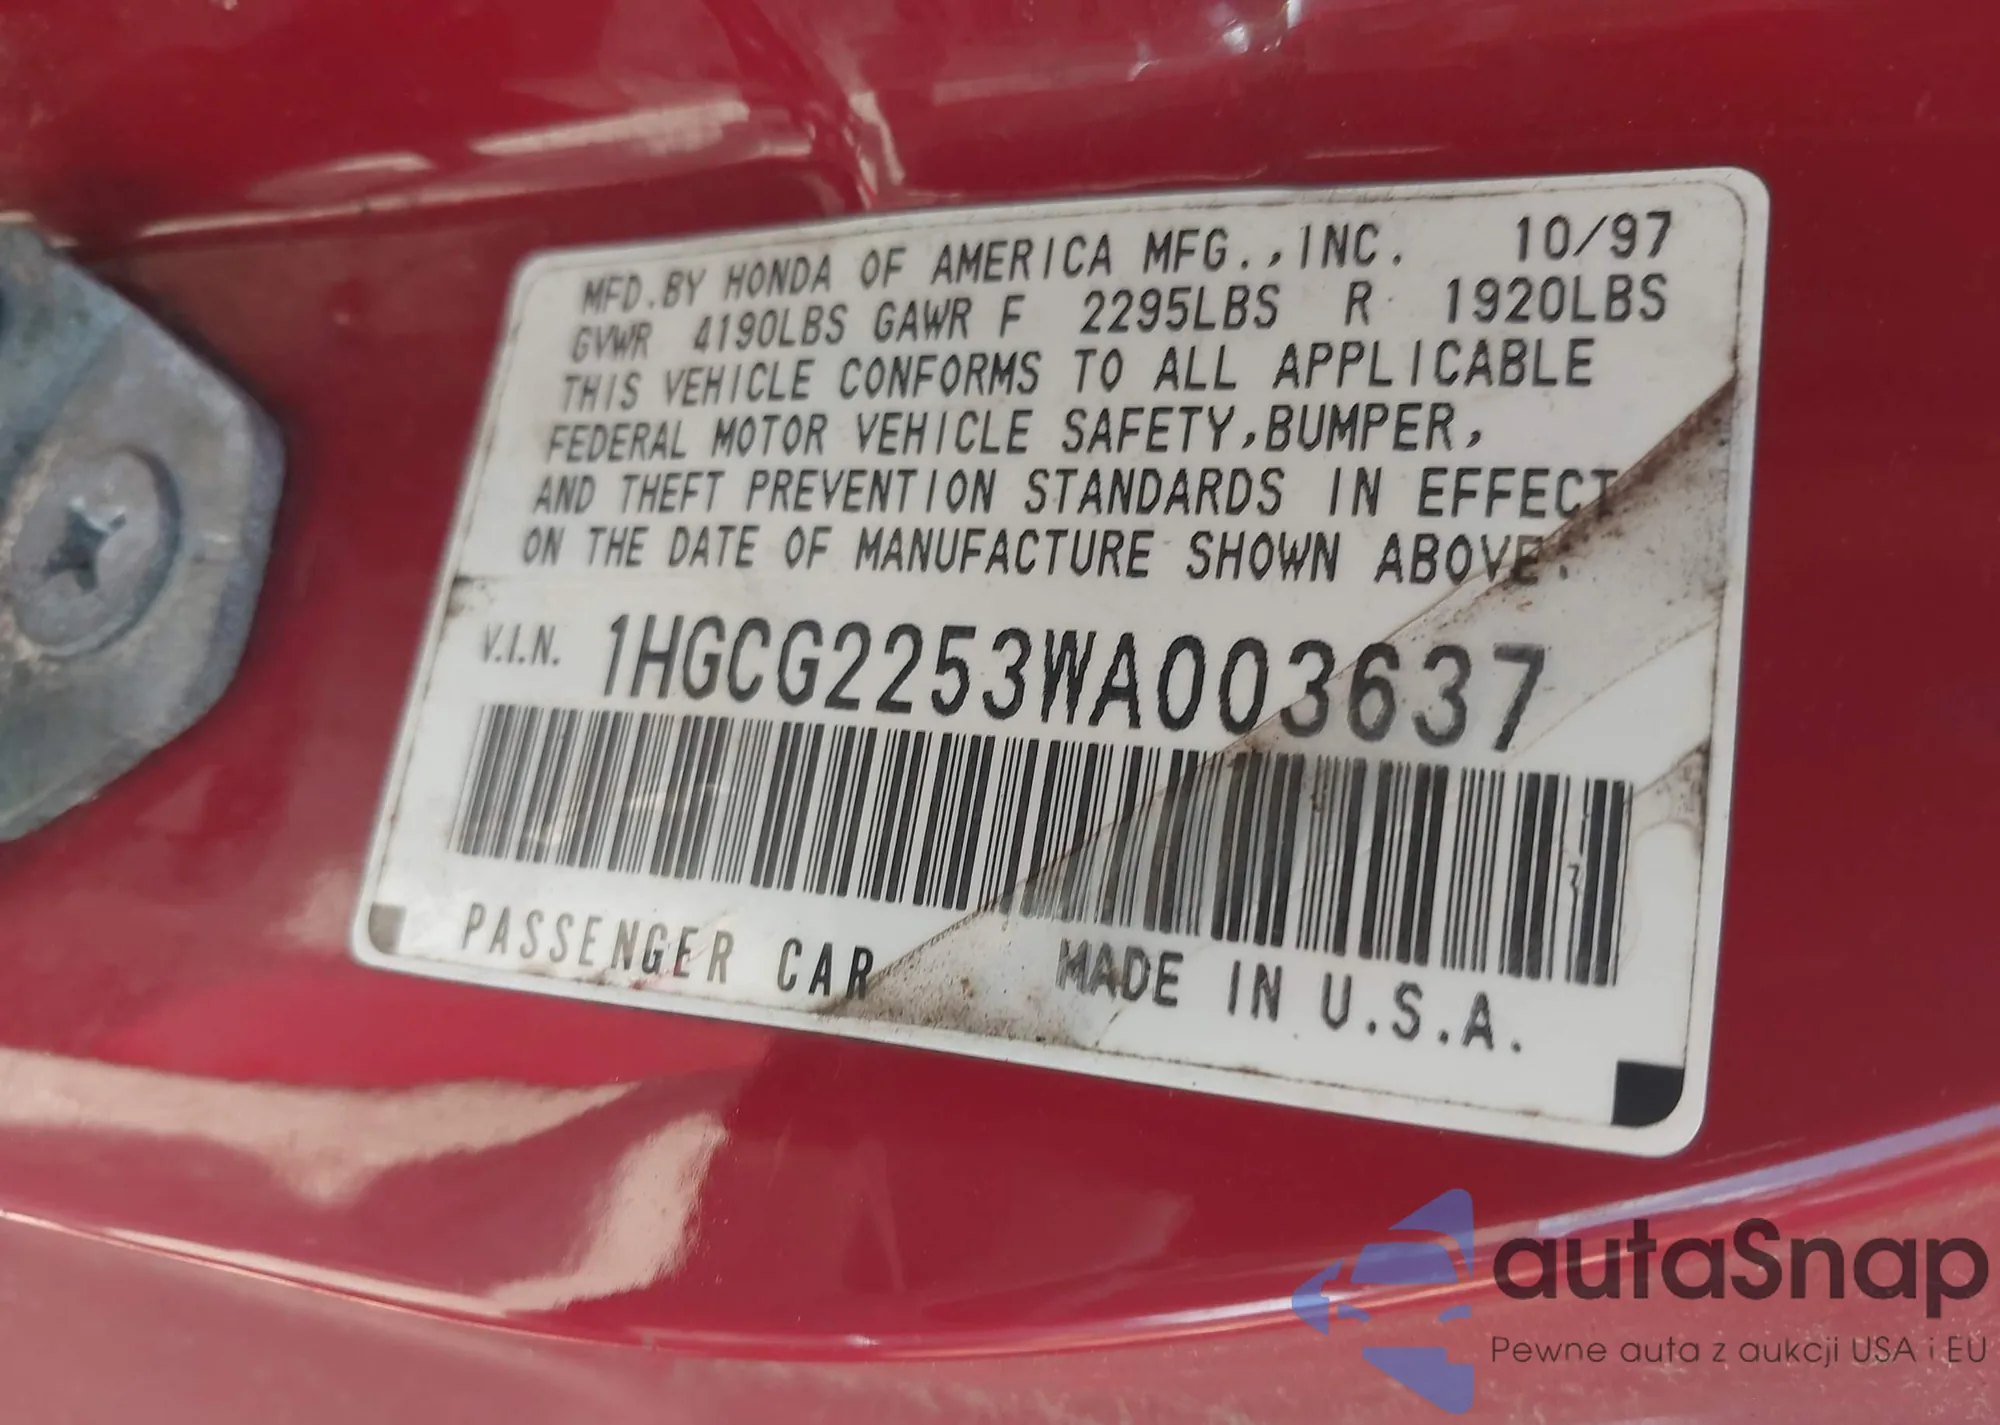 MFD.BY HONDA OF AMERICA MFG.,INC. 10/97
GVWR 4190LBS GAWR F 2295LBS R 1920LBS
THIS VEHICLE CONFORMS TO ALL APPLICABLE
FEDERAL MOTOR VEHICLE SAFETY,BUMPER,
AND THEFT PREVENTION STANDARDS IN EFFECT
ON THE DATE OF MANUFACTURE SHOWN ABOVE.
V.I.N. 1HGCG2253WA003637
PASSENGER CAR MADE IN U.S.A.
autaSnap
Pewne auta z aukcji USA i EU